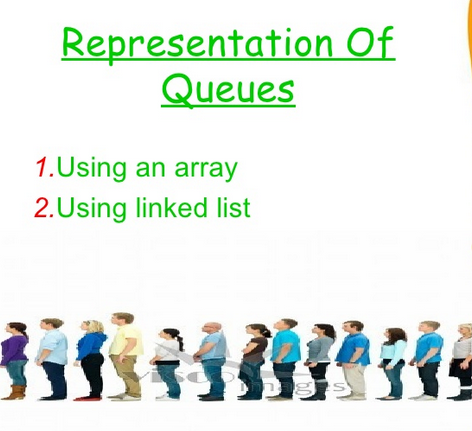 Representation Of
Queues
1.Using an array
2.Using linked list